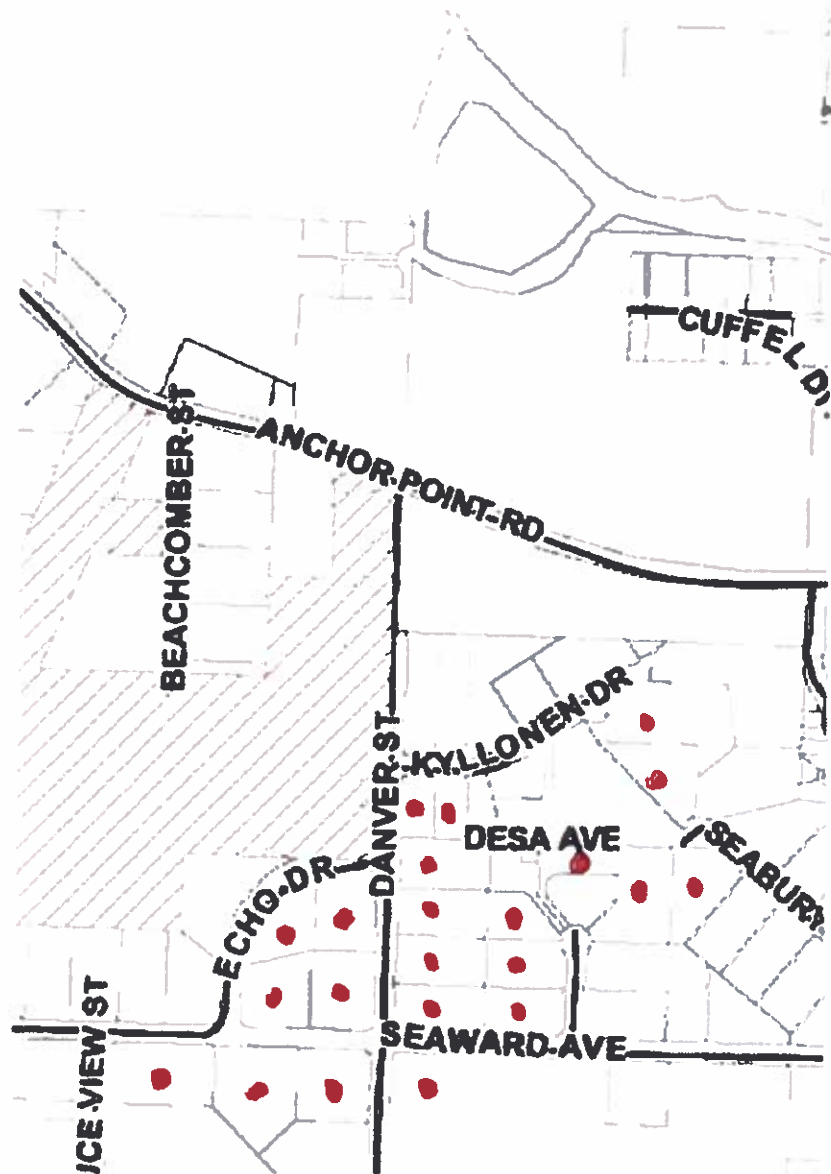 CUFFEL D
ANCHOR POINT-RD
BEACHCOMBER-ST
KYLLONEN-DR
DANVER-ST
DESA AVE
SEABURY
ECHO-DR
SEAWARD-AVE
ICE VIEW ST